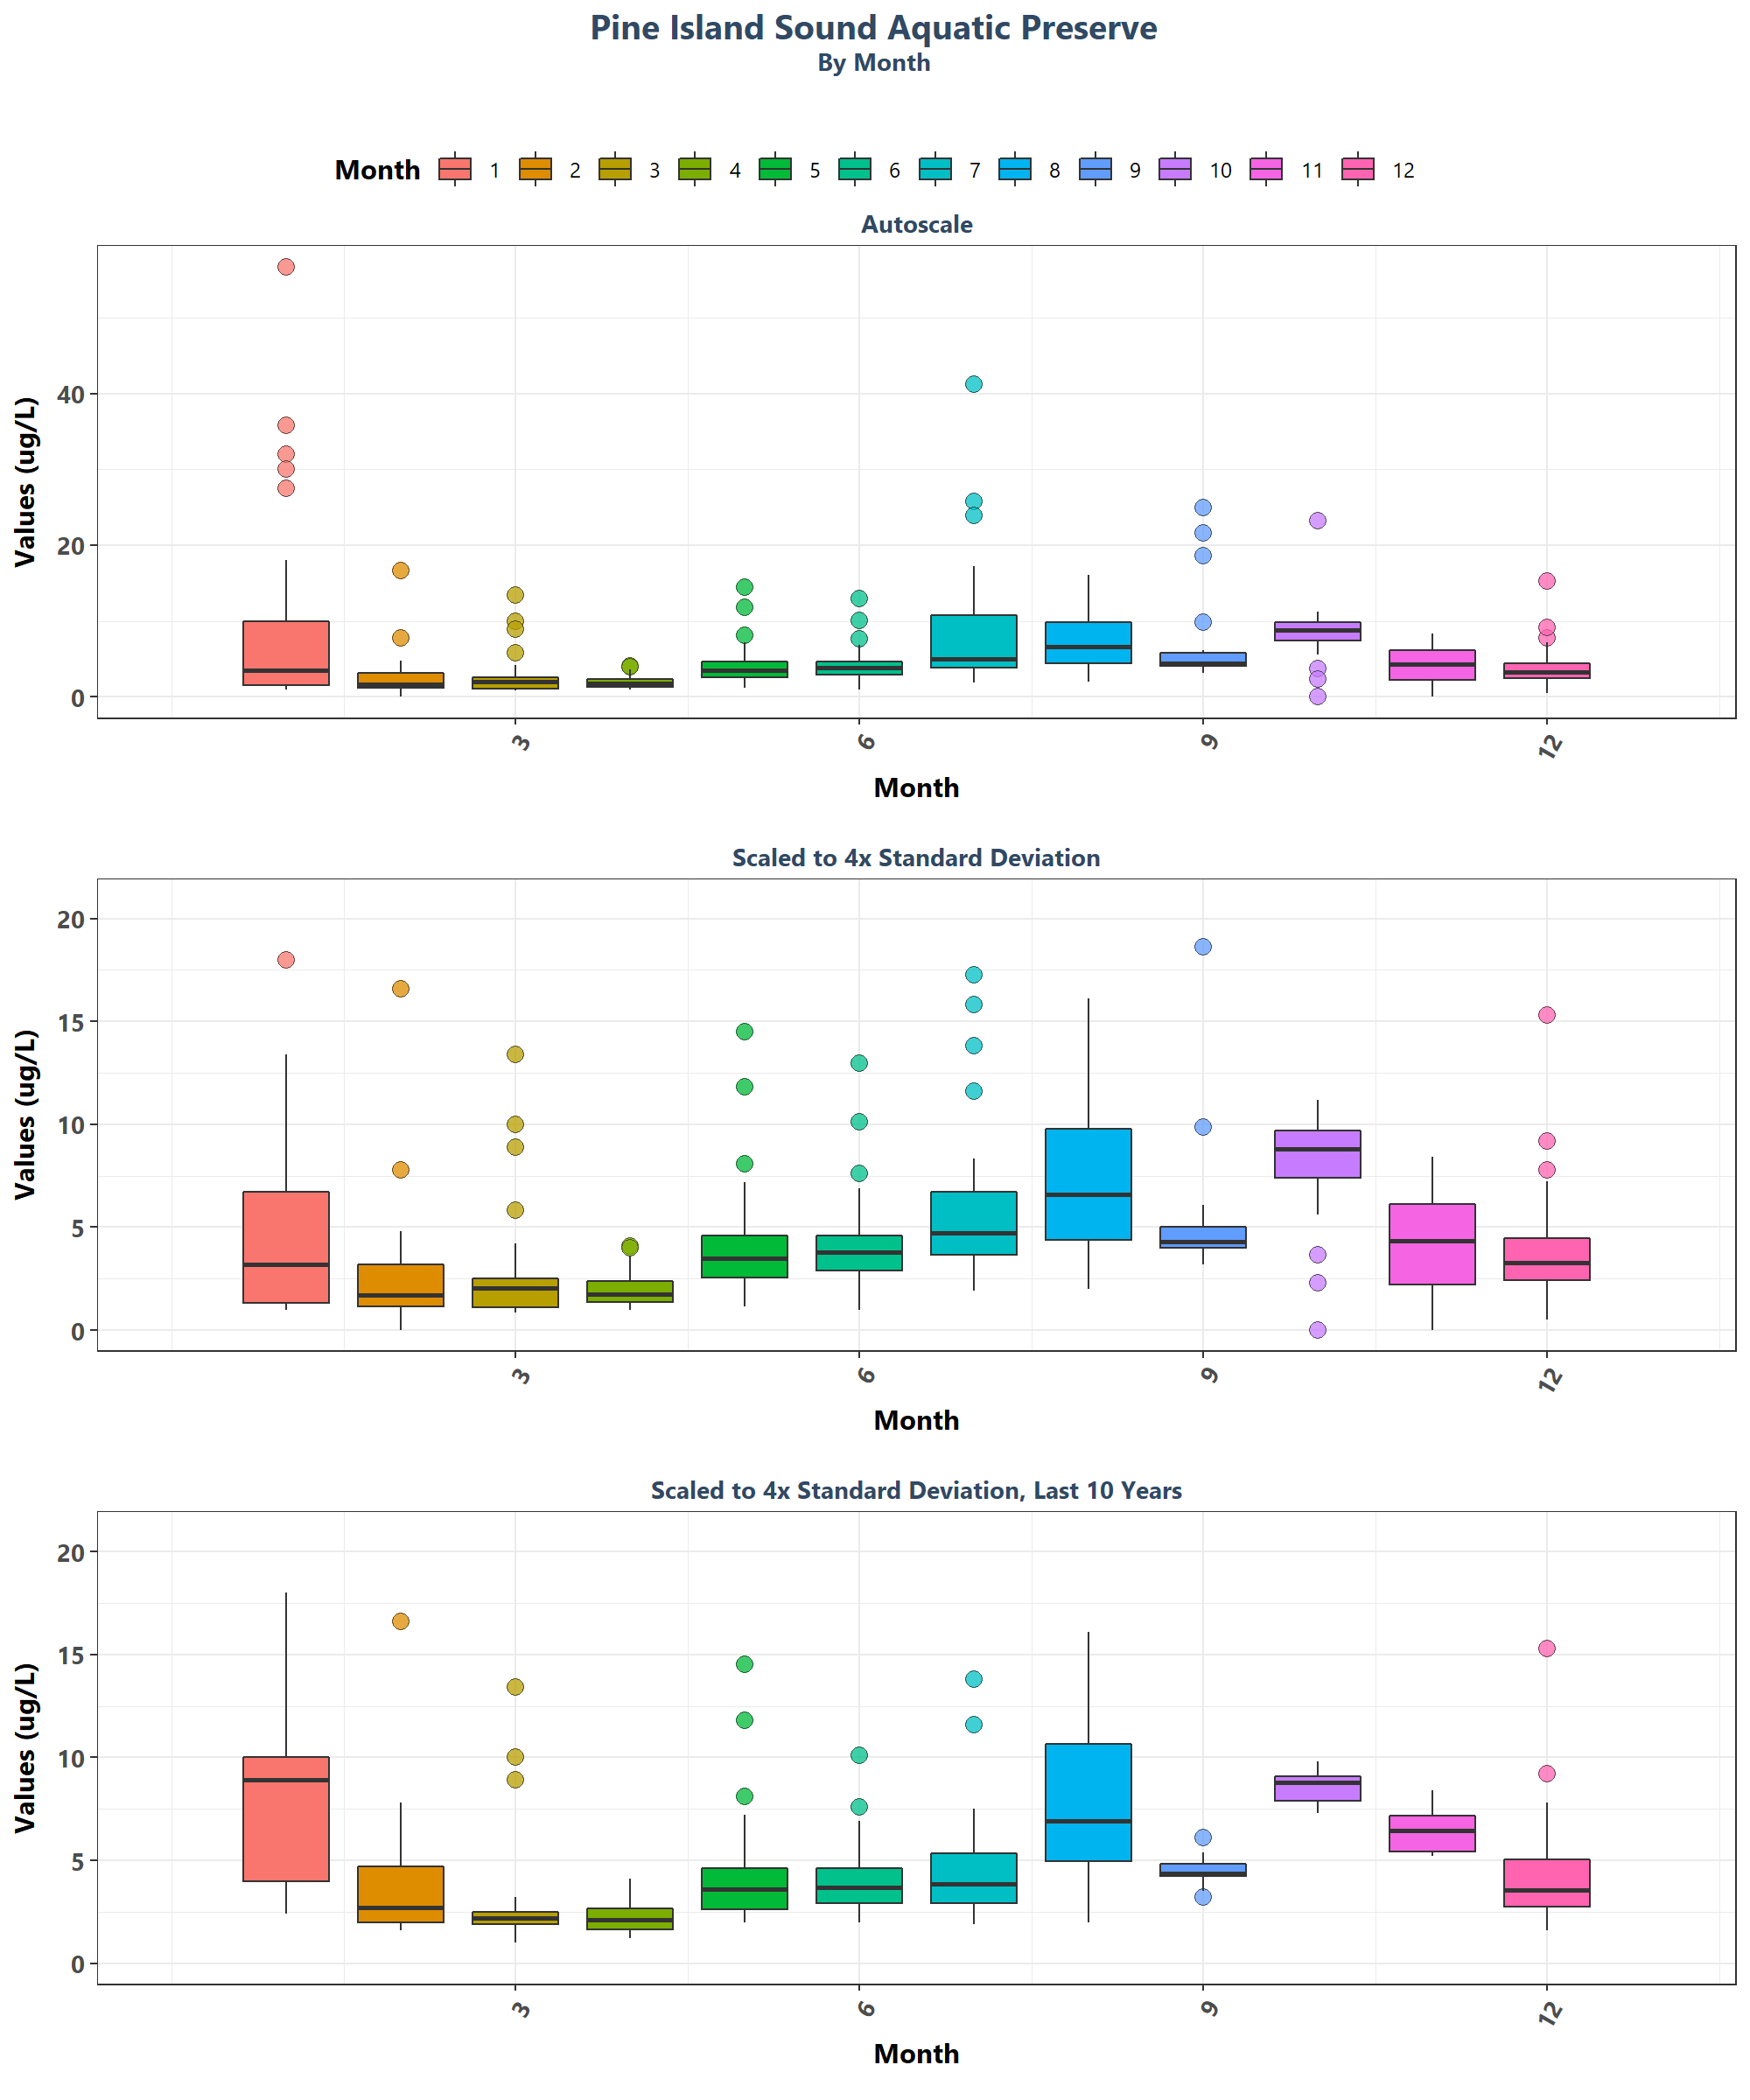 Pine Island Sound Aquatic Preserve
By Month
Month 1 2 3 4 5 6 7 8 9 10 11 12
Autoscale
Values (ug/L)
40
20
0
3 6 9 12
Month
Scaled to 4x Standard Deviation
Values (ug/L)
20
15
10
5
0
3 6 9 12
Month
Scaled to 4x Standard Deviation, Last 10 Years
Values (ug/L)
20
15
10
5
0
3 6 9 12
Month